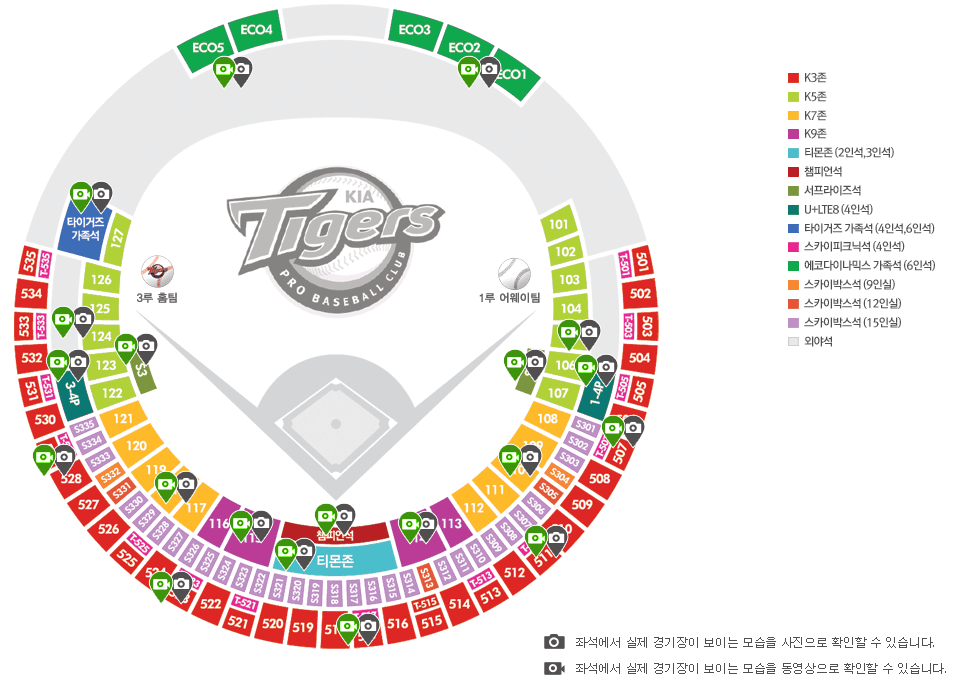 ECO5
ECO4
ECO3
ECO2
ECO1
K3존
K5존
K7존
K9존
티몬존 (2인석,3인석)
챔피언석
서프라이즈석
U+LTE8 (4인석)
타이거즈 가족석 (4인석,6인석)
스카이피크닉석 (4인석)
에코다이나믹스 가족석 (6인석)
스카이박스석 (9인실)
스카이박스석 (12인실)
스카이박스석 (15인실)
외야석
KIA
Tigers
PRO BASEBALL CLUB
타이거즈
가족석
127
126
125
124
123
122
121
120
119
117
116
113
112
111
108
107
106
104
103
102
101
3루 홈팀
1루 어웨이팀
S3
3-4P
1-4P
챔피언석
티몬존
535
T-535
534
533
T-533
532
531
T-531
530
528
527
526
525
T-525
522
521
T-521
520
519
516
515
T-515
514
513
T-513
512
509
508
507
505
T-505
504
503
T-503
502
501
T-501
S335
S334
S333
S332
S331
S330
S329
S328
S327
S326
S325
S324
S323
S322
S321
S320
S319
S318
S317
S316
S315
S314
S313
S312
S311
S310
S309
S308
S307
S306
S305
S304
S303
S302
S301
좌석에서 실제 경기장이 보이는 모습을 사진으로 확인할 수 있습니다.
좌석에서 실제 경기장이 보이는 모습을 동영상으로 확인할 수 있습니다.